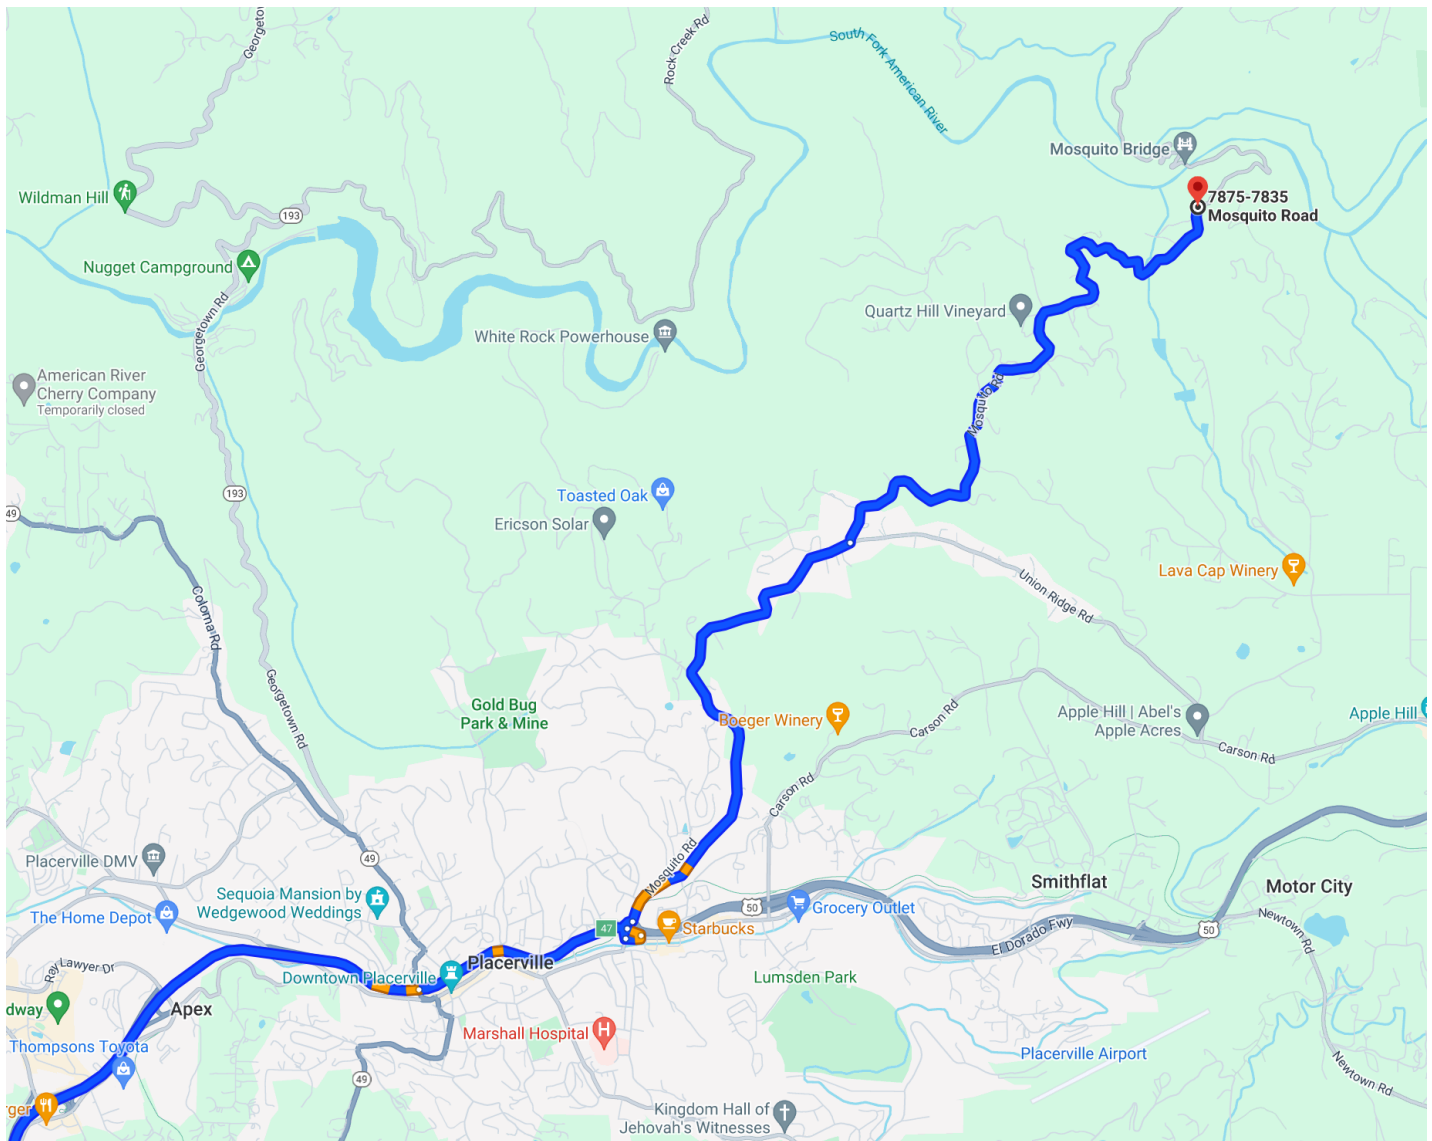 Georgeto
Rock Creek Rd
South Fork American River
Mosquito Bridge
Wildman Hill
7875-7835
Mosquito Road
193
Nugget Campground
Georgetown Rd
Quartz Hill Vineyard
White Rock Powerhouse
American River
Cherry Company
Temporarily closed
Mosquito Rd
193
Toasted Oak
49
Ericson Solar
Lava Cap Winery
Union Ridge Rd
Coloma Rd
Georgetown Rd
Gold Bug
Park & Mine
Boeger Winery
Carson Rd
Apple Hill | Abel's
Apple Acres
Apple Hill
Carson Rd
Carson Rd
49
Placerville DMV
Mosquito Rd
Smithflat
Motor City
Sequoia Mansion by
Wedgewood Weddings
The Home Depot
50
Grocery Outlet
Newtown Rd
47
Starbucks
50
El Dorado Fwy
Ray Lawyer Dr
Placerville
Downtown Placerville
Lumsden Park
dway
Apex
Marshall Hospital
Thompsons Toyota
Placerville Airport
49
Newtown Rd
rger
Kingdom Hall of
Jehovah's Witnesses